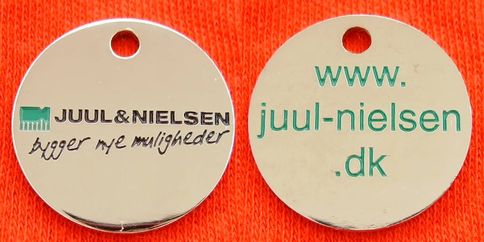 JUUL&NIELSEN
bygger nye muligheder
www.
juul-nielsen
.dk